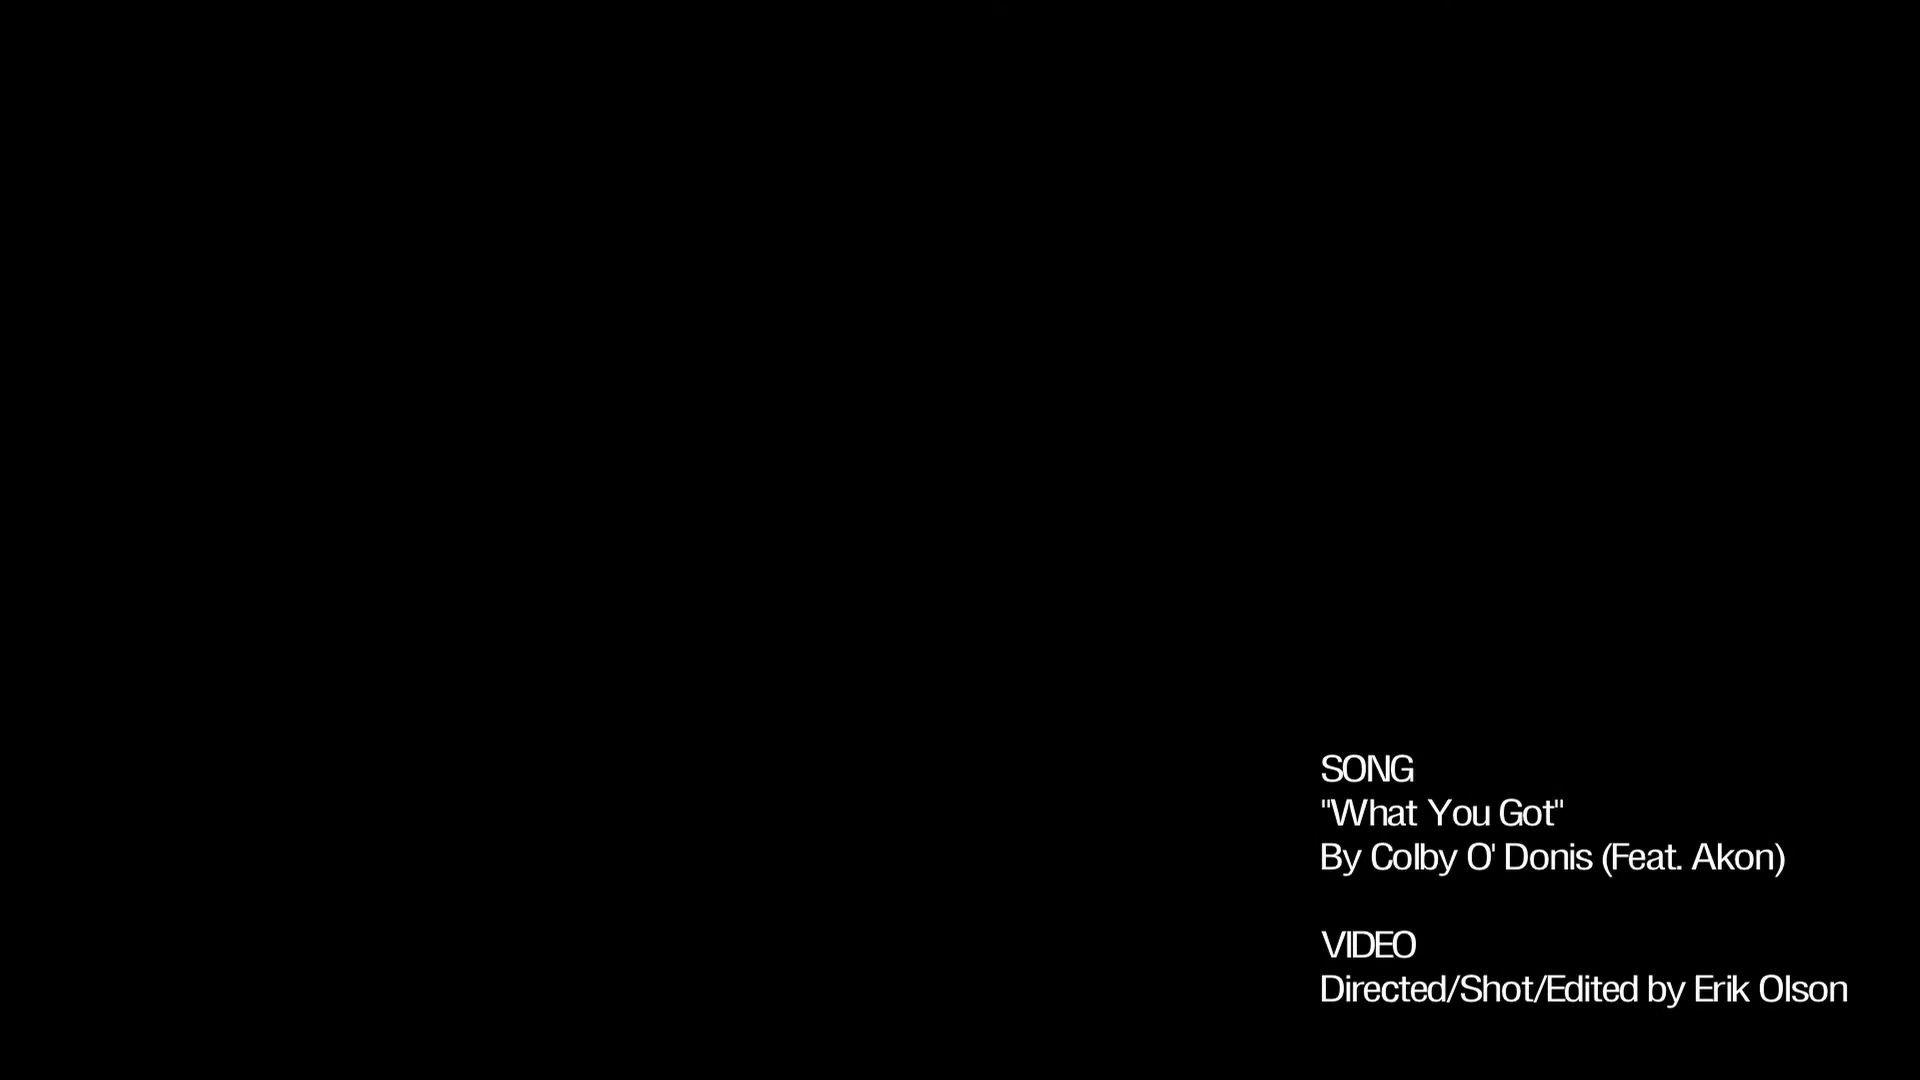 SONG
"What You Got"
By Colby O' Donis (Feat. Akon)
VIDEO
Directed/Shot/Edited by Erik Olson